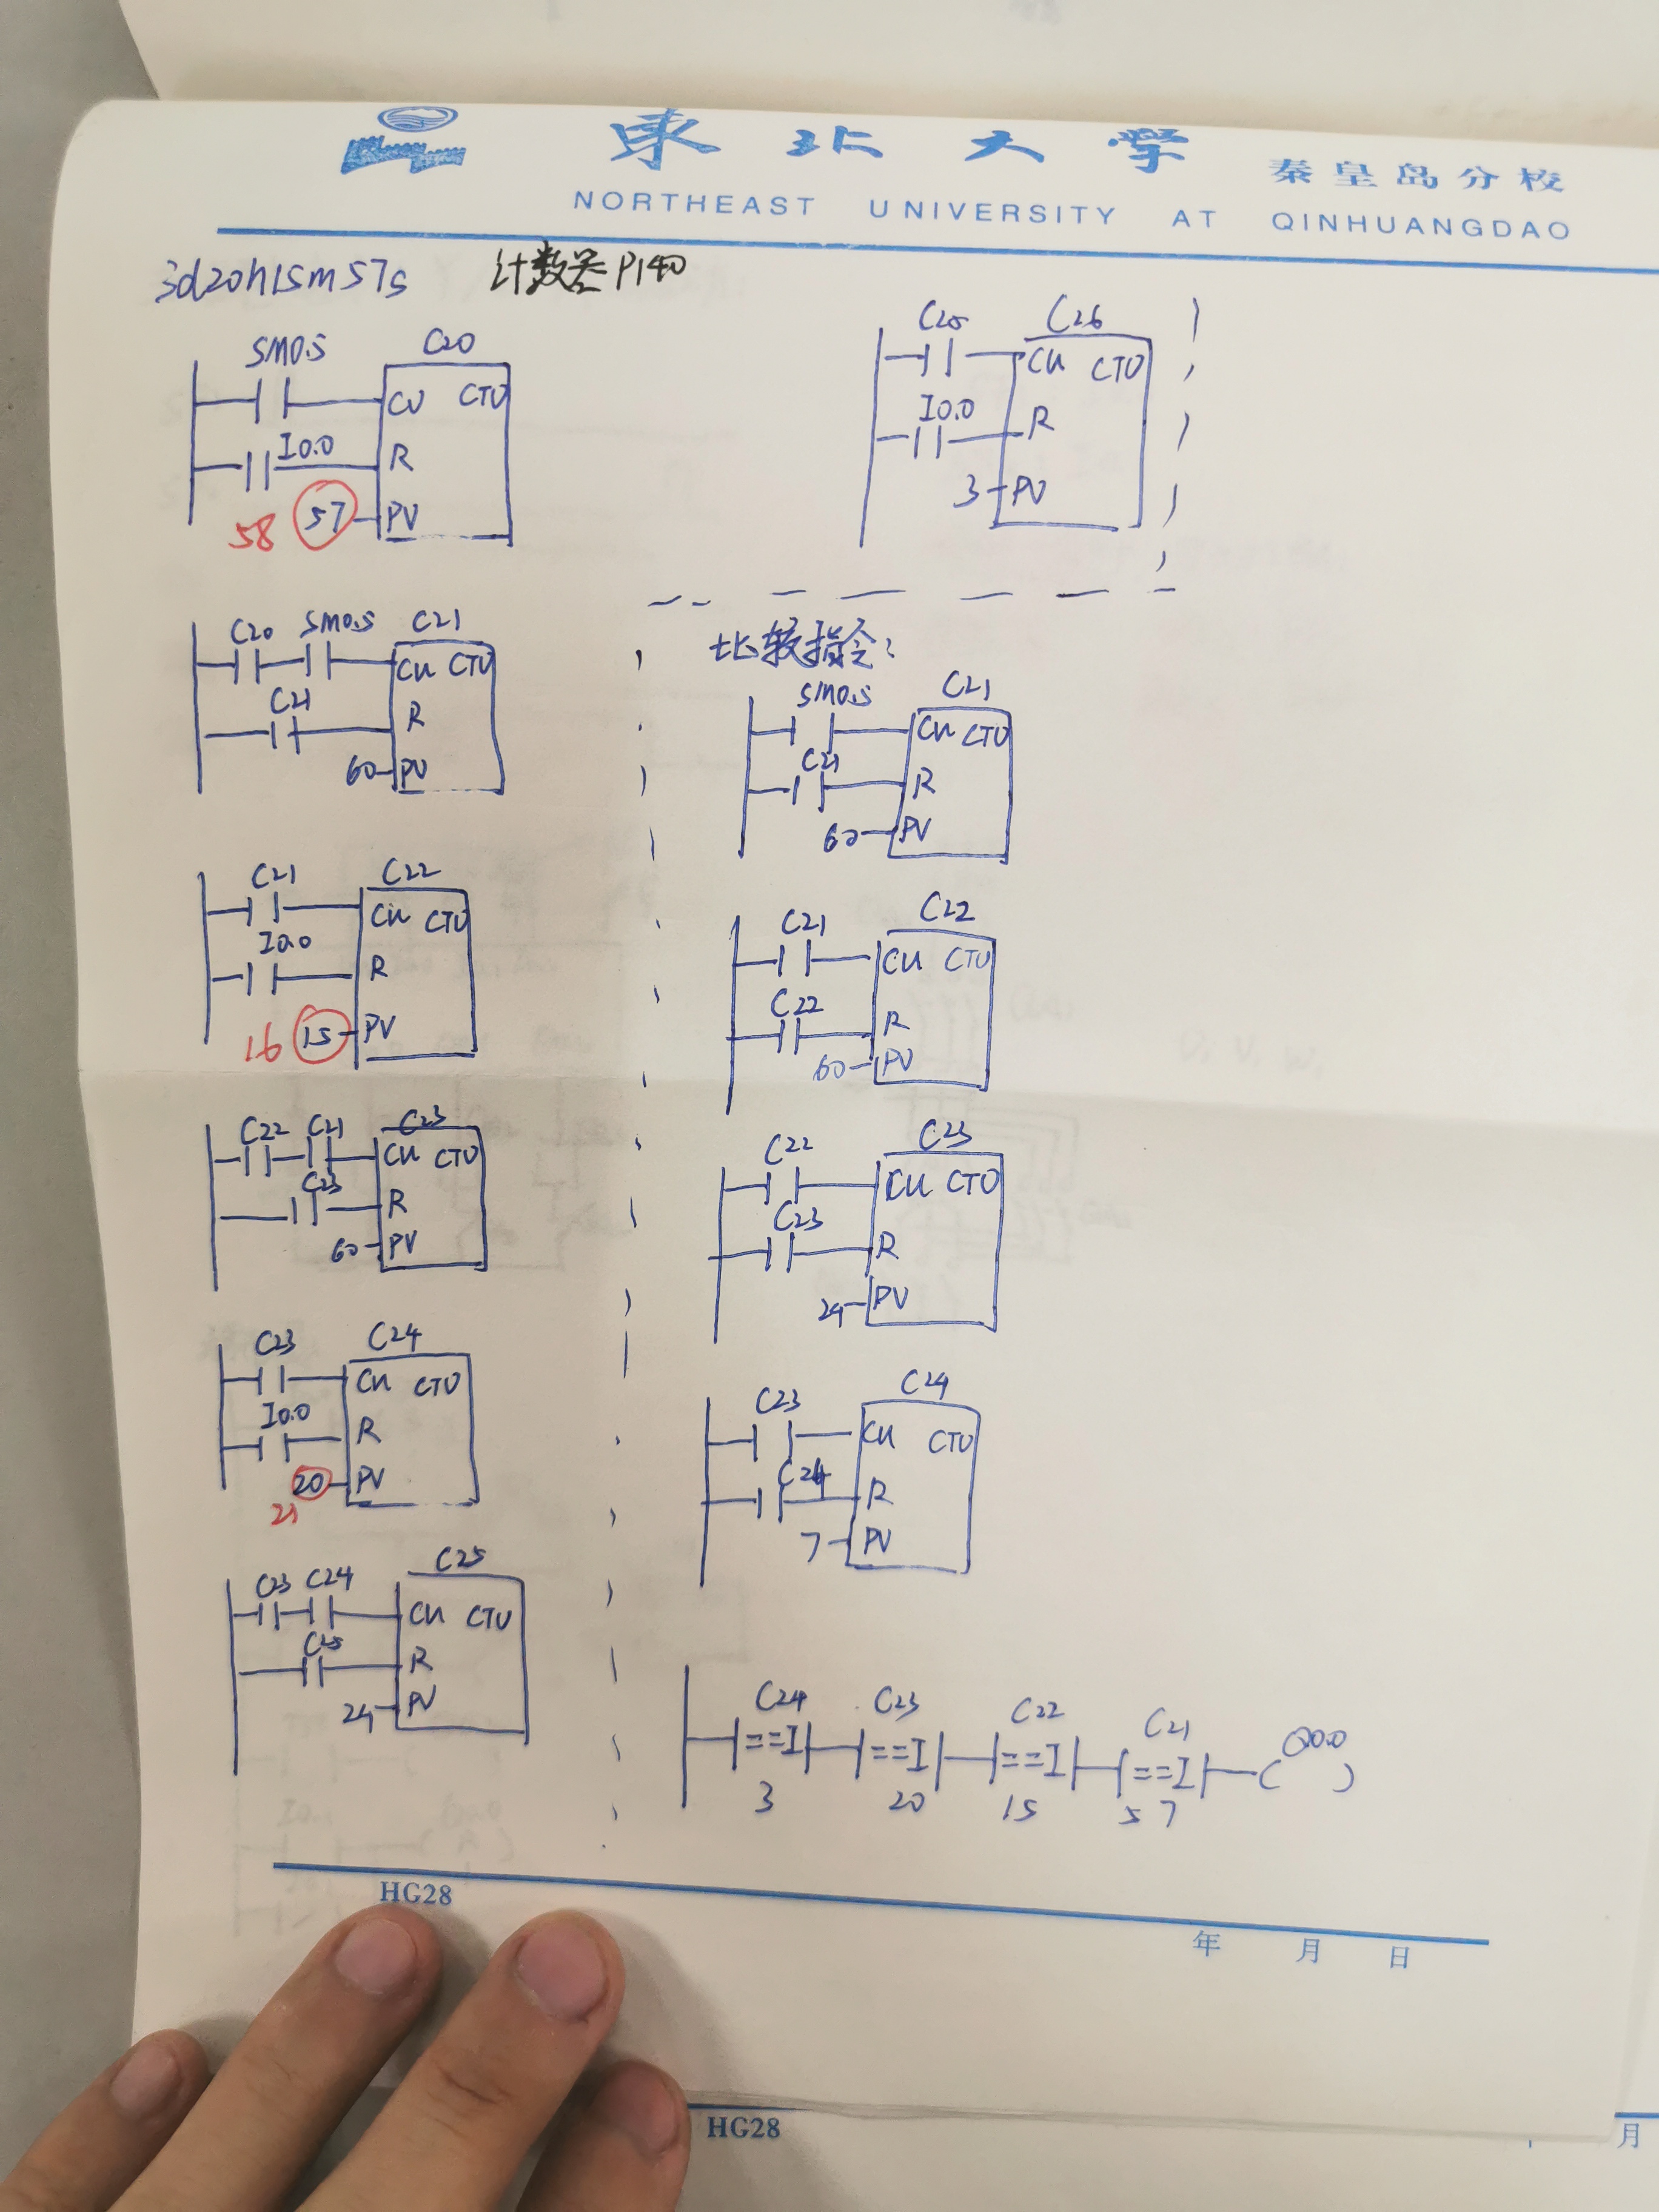 東北大学 秦皇岛分校
NORTHEAST UNIVERSITY AT QINHUANGDAO
3d20h15m57s 计数器 P140
SM0.5 C20
CU CTU
I0.0 R
58 57 PV
C20 SM0.5 C21
CU CTU
C21 R
60 PV
C21 C22
CU CTU
I0.0 R
16 15 PV
C22 C21 C23
CU CTU
C23 R
60 PV
C23 C24
CU CTU
I0.0 R
20 PV
21
C23 C24 C25
CU CTU
C25 R
24 PV
C25 C26
CU CTU
I0.0 R
3 PV
比较指令:
SM0.5 C21
CU CTU
C21 R
60 PV
C21 C22
CU CTU
C22 R
60 PV
C22 C23
CU CTU
C23 R
24 PV
C23 C24
CU CTU
C24 R
7 PV
C24 C23 C22 C21 Q0.0
==I ==I ==I ==I ( )
3 20 15 57
HG28
年 月 日
HG28
月